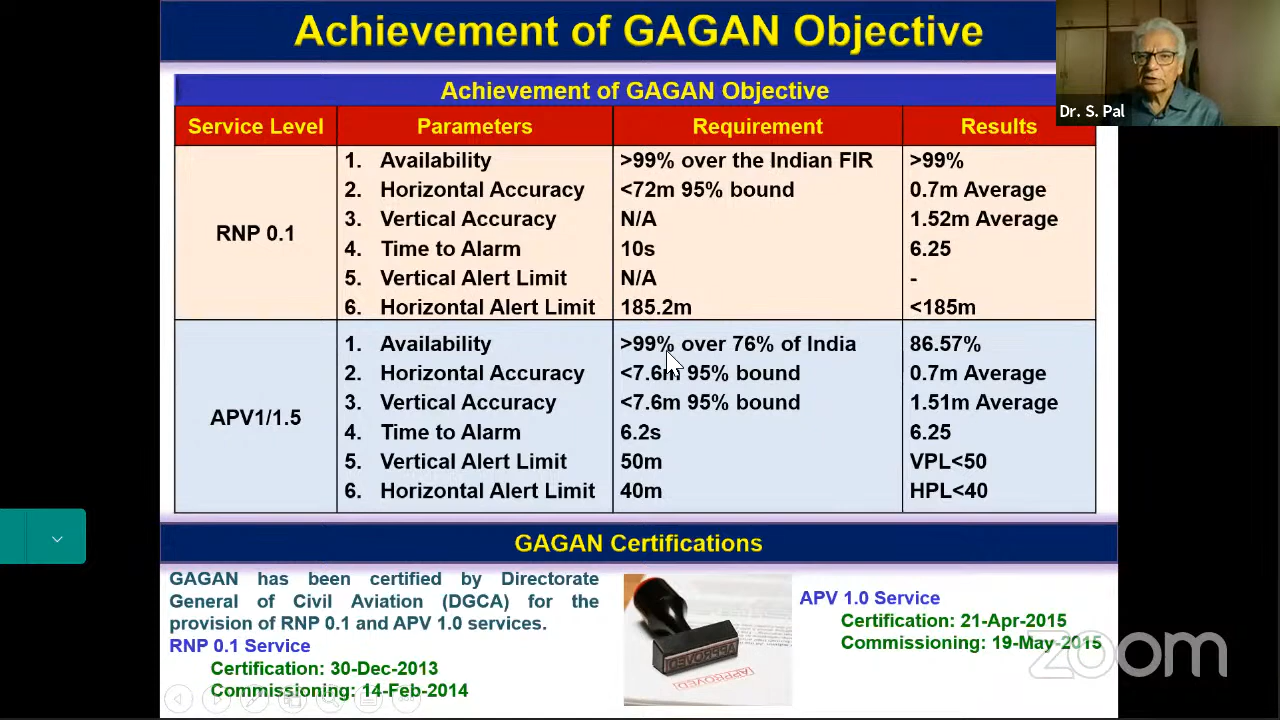 Achievement of GAGAN Objective
Dr. S. Pal
Achievement of GAGAN Objective
Service Level Parameters Requirement Results
RNP 0.1
1. Availability >99% over the Indian FIR >99%
2. Horizontal Accuracy <72m 95% bound 0.7m Average
3. Vertical Accuracy N/A 1.52m Average
4. Time to Alarm 10s 6.25
5. Vertical Alert Limit N/A -
6. Horizontal Alert Limit 185.2m <185m
APV1/1.5
1. Availability >99% over 76% of India 86.57%
2. Horizontal Accuracy <7.6m 95% bound 0.7m Average
3. Vertical Accuracy <7.6m 95% bound 1.51m Average
4. Time to Alarm 6.2s 6.25
5. Vertical Alert Limit 50m VPL<50
6. Horizontal Alert Limit 40m HPL<40
GAGAN Certifications
GAGAN has been certified by Directorate
General of Civil Aviation (DGCA) for the
provision of RNP 0.1 and APV 1.0 services.
RNP 0.1 Service
Certification: 30-Dec-2013
Commissioning: 14-Feb-2014
APPROVED
APPROVED
APV 1.0 Service
Certification: 21-Apr-2015
Commissioning: 19-May-2015
zoom